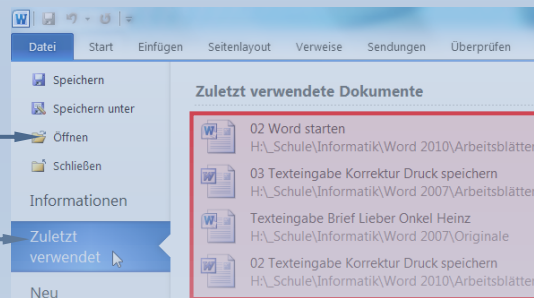 Datei Start Einfügen Seitenlayout Verweise Sendungen Überprüfen
Speichern
Speichern unter
Öffnen
Schließen
Informationen
Zuletzt
verwendet
Neu
Zuletzt verwendete Dokumente
02 Word starten
H:\_Schule\Informatik\Word 2010\Arbeitsblätter
03 Texteingabe Korrektur Druck speichern
H:\_Schule\Informatik\Word 2007\Arbeitsblätter
Texteingabe Brief Lieber Onkel Heinz
H:\_Schule\Informatik\Word 2007\Originale
02 Texteingabe Korrektur Druck speichern
H:\_Schule\Informatik\Word 2010\Arbeitsblätter